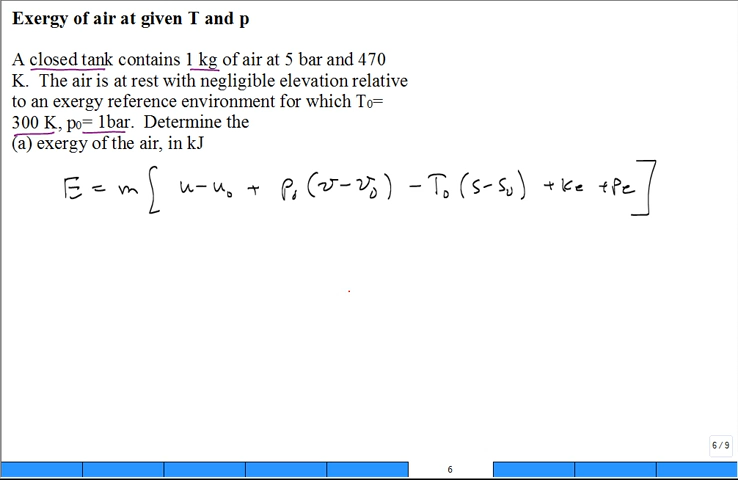 Exergy of air at given T and p
A closed tank contains 1 kg of air at 5 bar and 470
K. The air is at rest with negligible elevation relative
to an exergy reference environment for which T₀=
300 K, p₀= 1bar. Determine the
(a) exergy of the air, in kJ
E = m [ u - u₀ + P₀ (v - v₀) - T₀ (s - s₀) + ke + Pe ]
6 / 9
6